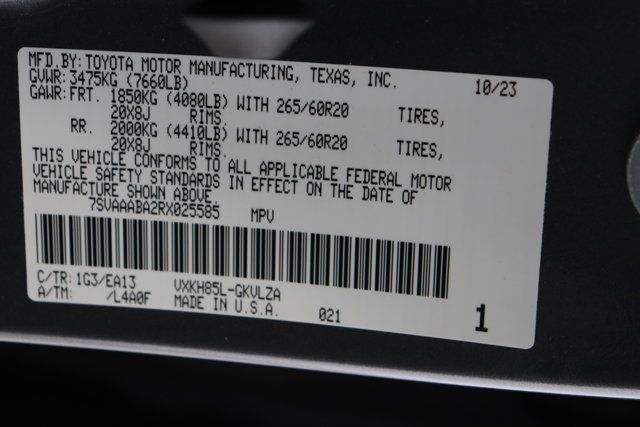 MFD.BY:TOYOTA MOTOR MANUFACTURING, TEXAS, INC. 10/23
GVWR:3475KG (7660LB)
GAWR:FRT. 1850KG (4080LB) WITH 265/60R20 TIRES,
20X8J RIMS.
RR. 2000KG (4410LB) WITH 265/60R20 TIRES,
20X8J RIMS.
THIS VEHICLE CONFORMS TO ALL APPLICABLE FEDERAL MOTOR
VEHICLE SAFETY STANDARDS IN EFFECT ON THE DATE OF
MANUFACTURE SHOWN ABOVE.
7SVAAABA2RX025585 MPV
C/TR:1G3/EA13 VXKH85L-GKVLZA
A/TM: /L4A0F MADE IN U.S.A. 021 1